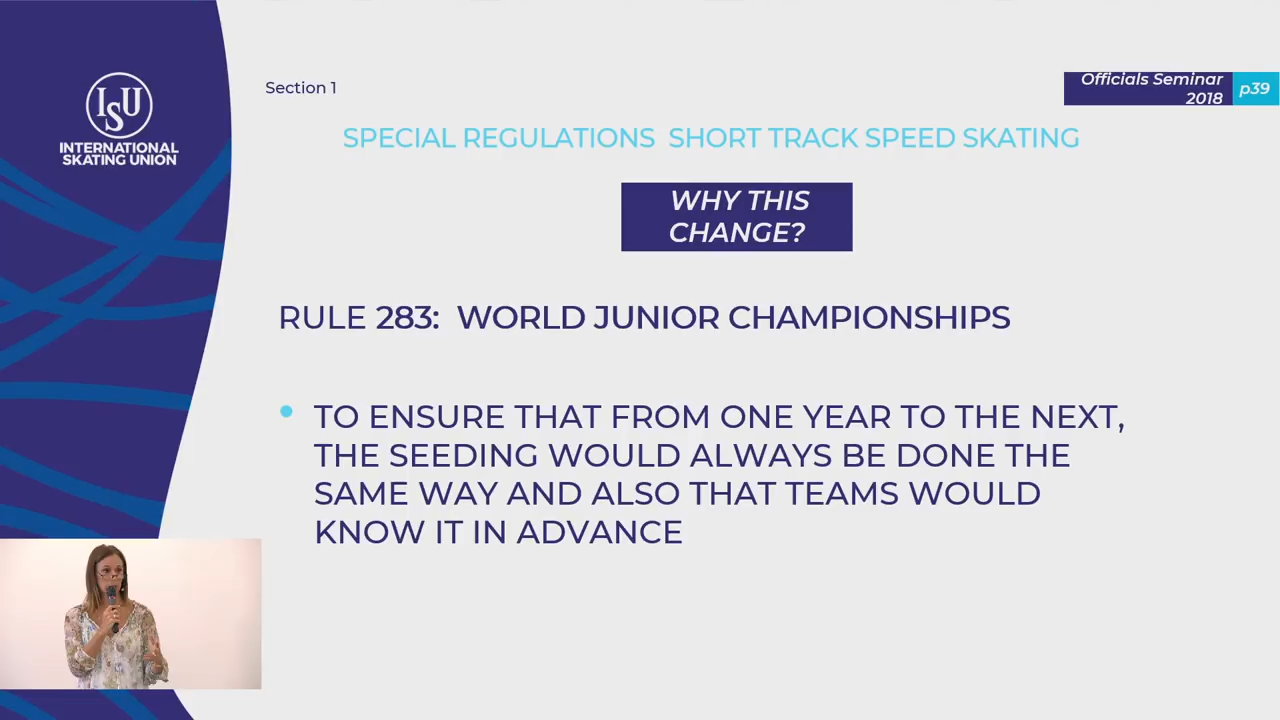 Section 1
Officials Seminar
2018
p39
ISU
INTERNATIONAL
SKATING UNION
SPECIAL REGULATIONS  SHORT TRACK SPEED SKATING
WHY THIS
CHANGE?
RULE 283:  WORLD JUNIOR CHAMPIONSHIPS
• TO ENSURE THAT FROM ONE YEAR TO THE NEXT,
THE SEEDING WOULD ALWAYS BE DONE THE
SAME WAY AND ALSO THAT TEAMS WOULD
KNOW IT IN ADVANCE